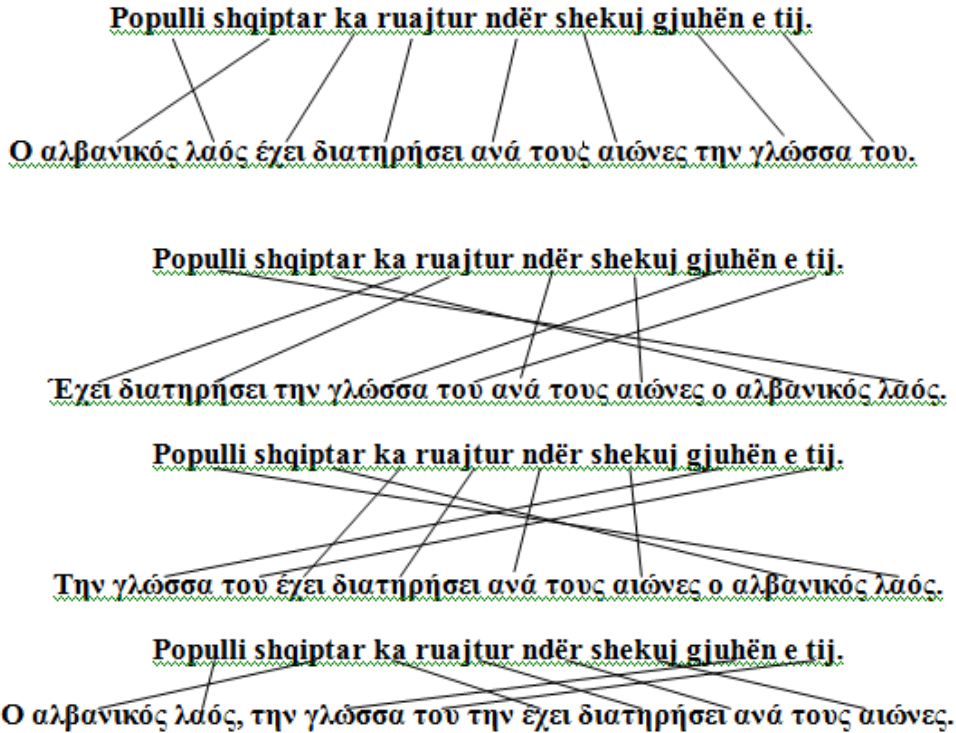 Populli shqiptar ka ruajtur ndër shekuj gjuhën e tij.
Ο αλβανικός λαός έχει διατηρήσει ανά τους αιώνες την γλώσσα του.
Populli shqiptar ka ruajtur ndër shekuj gjuhën e tij.
Έχει διατηρήσει την γλώσσα του ανά τους αιώνες ο αλβανικός λαός.
Populli shqiptar ka ruajtur ndër shekuj gjuhën e tij.
Την γλώσσα του έχει διατηρήσει ανά τους αιώνες ο αλβανικός λαός.
Populli shqiptar ka ruajtur ndër shekuj gjuhën e tij.
Ο αλβανικός λαός, την γλώσσα του την έχει διατηρήσει ανά τους αιώνες.